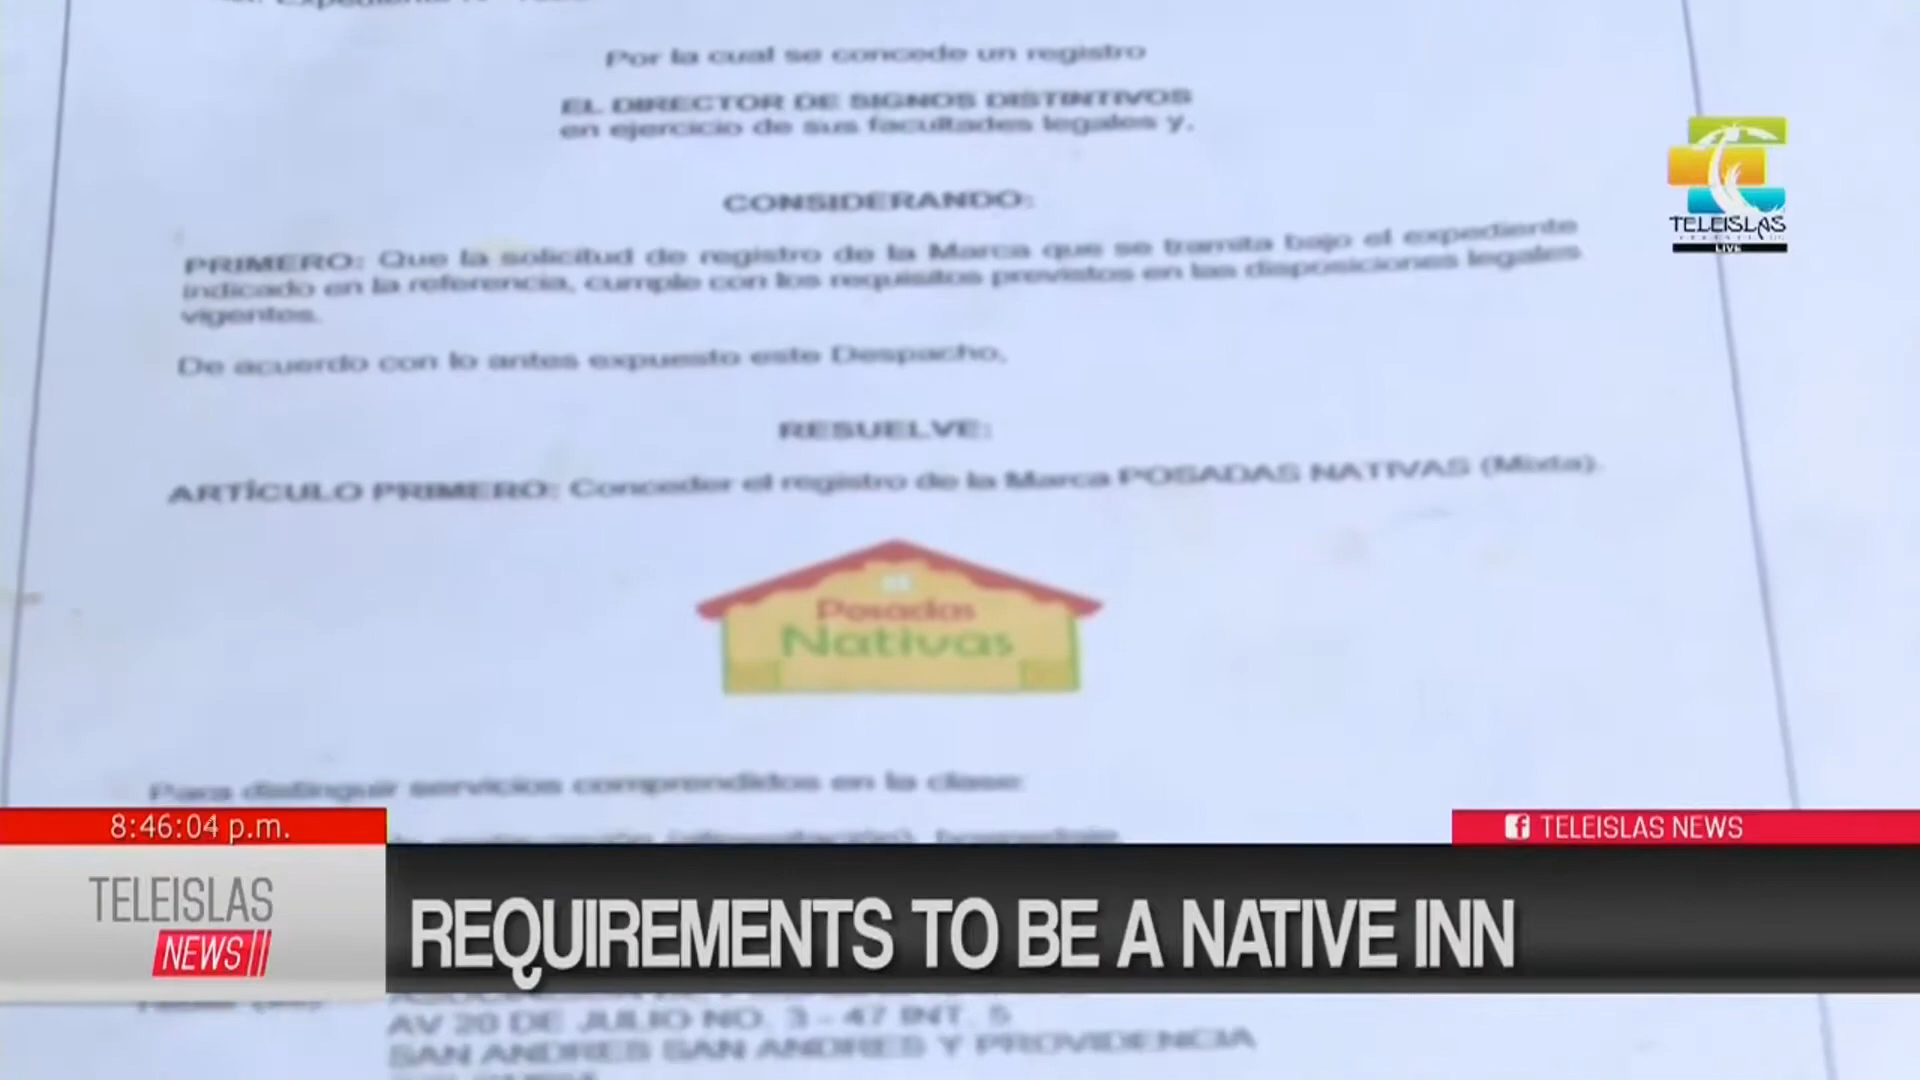 Por la cual se concede un registro
EL DIRECTOR DE SIGNOS DISTINTIVOS
en ejercicio de sus facultades legales y,
CONSIDERANDO:
PRIMERO: Que la solicitud de registro de la Marca que se tramita bajo el expediente
indicado en la referencia, cumple con los requisitos previstos en las disposiciones legales
vigentes.
De acuerdo con lo antes expuesto este Despacho,
RESUELVE:
ARTÍCULO PRIMERO: Conceder el registro de la Marca POSADAS NATIVAS (Mixta).
Posadas
Nativas
Para distinguir servicios comprendidos en la clase:
TELEISLAS
LIVE
8:46:04 p.m.
TELEISLAS NEWS
TELEISLAS
NEWS
REQUIREMENTS TO BE A NATIVE INN
AV 20 DE JULIO NO. 3 - 47 INT. 5
SAN ANDRES SAN ANDRES Y PROVIDENCIA